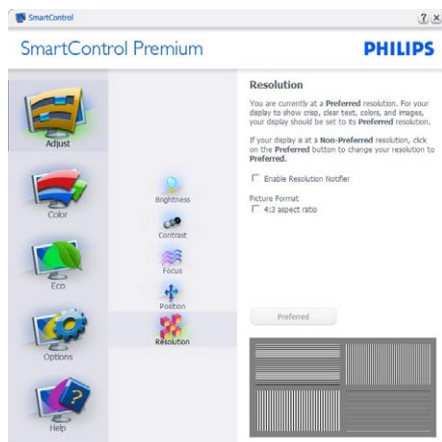 SmartControl
SmartControl Premium
PHILIPS
Adjust
Color
Eco
Options
Help
Brightness
Contrast
Focus
Position
Resolution
Resolution
You are currently at a Preferred resolution. For your
display to show crisp, clear text, colors, and images,
your display should be set to its Preferred resolution.
If your display is at a Non-Preferred resolution, click
on the Preferred button to change your resolution to
Preferred.
Enable Resolution Notifier
Picture Format
4:3 aspect ratio
Preferred